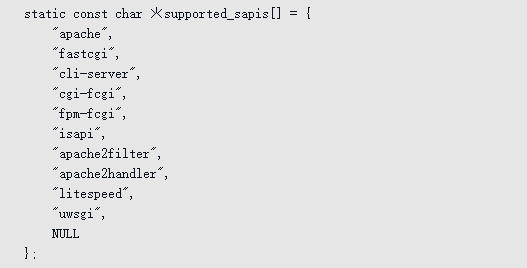 static const char *supported_sapis[] = {
    "apache",
    "fastcgi",
    "cli-server",
    "cgi-fcgi",
    "fpm-fcgi",
    "isapi",
    "apache2filter",
    "apache2handler",
    "litespeed",
    "uwsgi",
    NULL
};